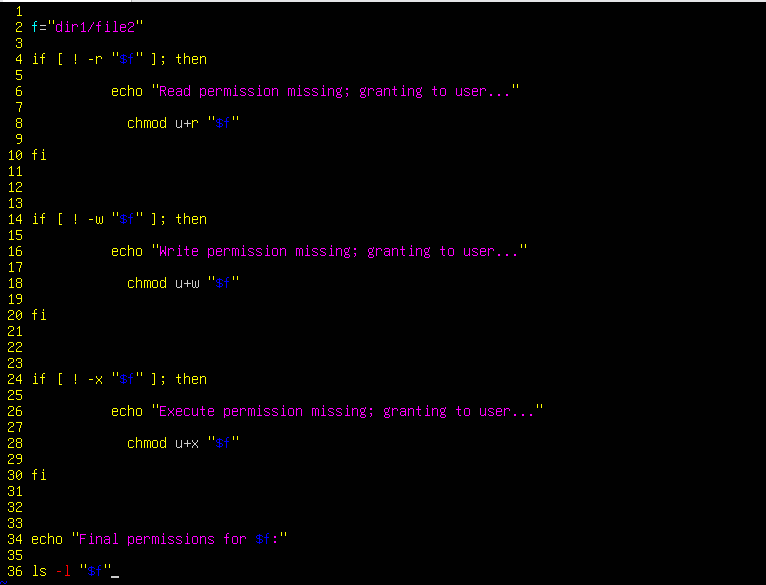 1
2 f="dir1/file2"
3
4 if [ ! -r "$f" ]; then
5
6           echo "Read permission missing; granting to user..."
7
8             chmod u+r "$f"
9
10 fi
11
12
13
14 if [ ! -w "$f" ]; then
15
16           echo "Write permission missing; granting to user..."
17
18             chmod u+w "$f"
19
20 fi
21
22
23
24 if [ ! -x "$f" ]; then
25
26           echo "Execute permission missing; granting to user..."
27
28             chmod u+x "$f"
29
30 fi
31
32
33
34 echo "Final permissions for $f:"
35
36 ls -l "$f"